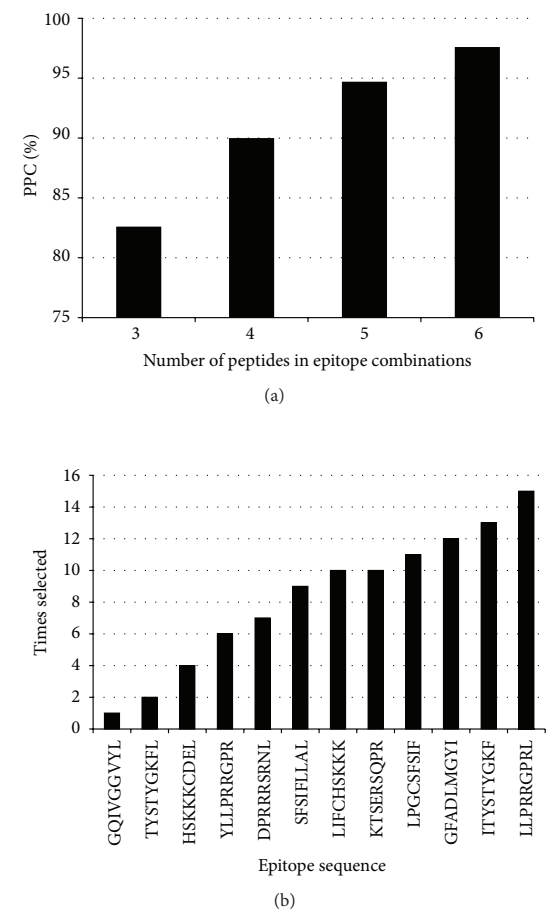 100
95
90
85
80
75
PPC (%)
3 4 5 6
Number of peptides in epitope combinations
(a)
16
14
12
10
8
6
4
2
0
Times selected
GQIVGGVYL
TYSTYGKFL
HSKKKCDEL
YLLPRRGPR
DPRRRSRNL
SFSIFLLAL
LIFCHSKKK
KTSERSQPR
LPGCSFSIF
GFADLMGYI
ITYSTYGKF
LLPRRGPRL
Epitope sequence
(b)